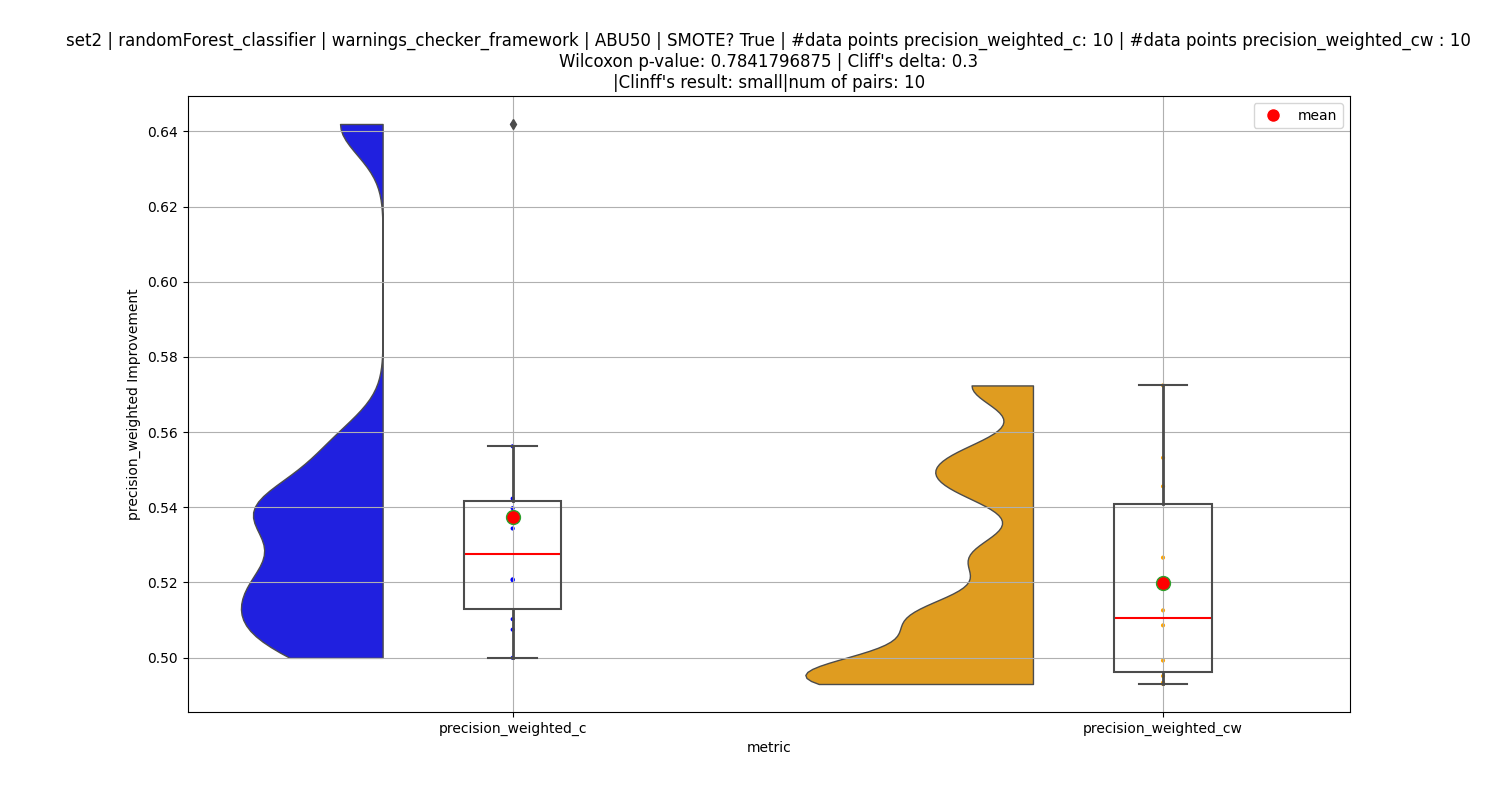 set2 | randomForest_classifier | warnings_checker_framework | ABU50 | SMOTE? True | #data points precision_weighted_c: 10 | #data points precision_weighted_cw : 10
Wilcoxon p-value: 0.7841796875 | Cliff's delta: 0.3
|Clinff's result: small|num of pairs: 10
mean
0.64
0.62
0.60
0.58
0.56
0.54
0.52
0.50
precision_weighted Improvement
precision_weighted_c
precision_weighted_cw
metric